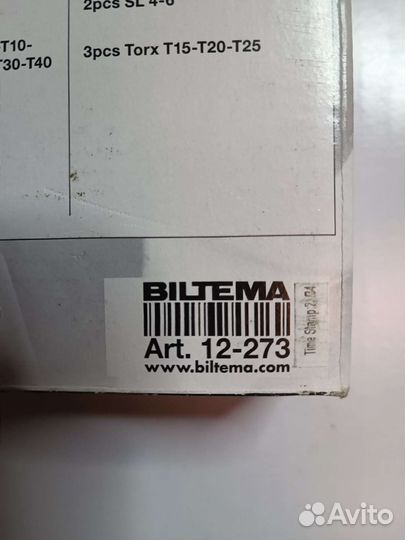 2pcs SL 4-6
T10-
T30-T40
3pcs Torx T15-T20-T25
BILTEMA
Art. 12-273
www.biltema.com
Time Stamp
Avito